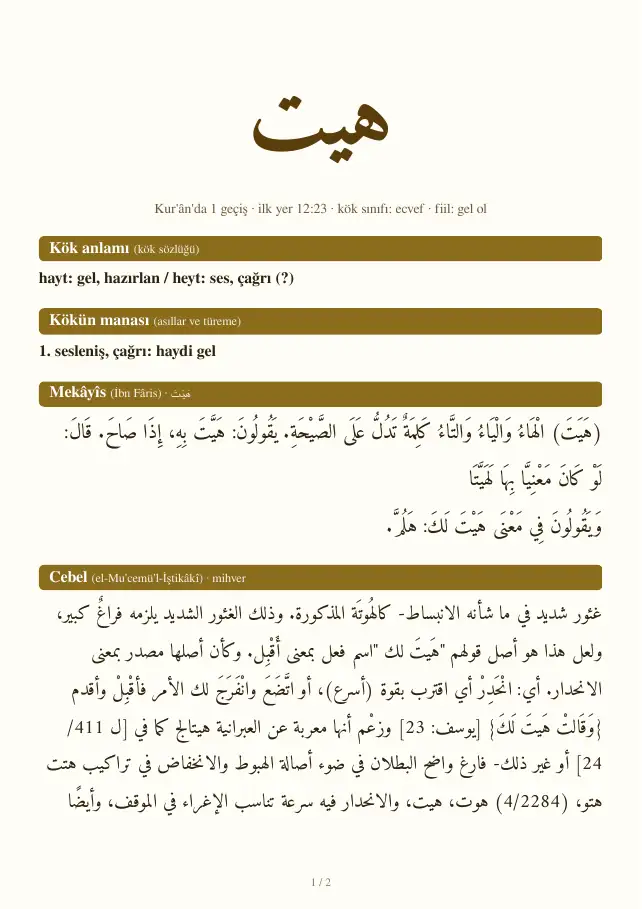 هيت
Kur'ân'da 1 geçiş · ilk yer 12:23 · kök sınıfı: ecvef · fiil: gel ol
Kök anlamı (kök sözlüğü)
hayt: gel, hazırlan / heyt: ses, çağrı (?)
Kökün manası (asıllar ve türeme)
1. sesleniş, çağrı: haydi gel
Mekâyîs (İbn Fâris) · هَيَتَ
(هَيَتَ) الْهَاءُ وَالْيَاءُ وَالتَّاءُ كَلِمَةٌ تَدُلُّ عَلَى الصَّيْحَةِ. يَقُولُونَ: هَيَّتَ بِهِ، إِذَا صَاحَ. قَالَ:
لَوْ كَانَ مَعْنِيًّا بِهَا لَهَيَّتَا
وَيَقُولُونَ فِي مَعْنَى هَيْتَ لَكَ: هَلُمَّ.
Cebel (el-Mu'cemü'l-İştikâkî) · mihver
غئور شديد في ما شأنه الانبساط- كالهُوتَة المذكورة. وذلك الغئور الشديد يلزمه فراغٌ كبير،
ولعل هذا هو أصل قولهم "هَيتَ لك "اسم فعل بمعنى أَقْبِل. وكأن أصلها مصدر بمعنى
الانحدار. أي: انْحَدِرْ أي اقترب بقوة (أسرع)، أو اتَّضَعَ وانْفَرَجَ لك الأمر فأقْبِلْ وأقدم
{وَقَالتْ هَيتَ لَكَ} [يوسف: 23] وزعْم أنها معربة عن العبرانية هيتالج كما في [ل 411/
24] أو غير ذلك- فارغ واضح البطلان في ضوء أصالة الهبوط والانخفاض في تراكيب هتت
هتو، (4/2284) هوت، هيت، والانحدار فيه سرعة تناسب الإغراء في الموقف، وأيضًا
1 / 2